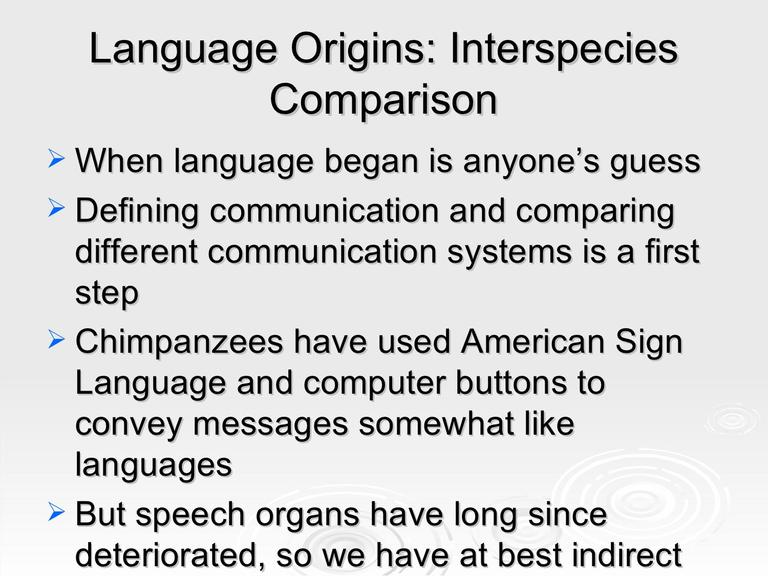 Language Origins: Interspecies
Comparison
➢ When language began is anyone’s guess
➢ Defining communication and comparing
different communication systems is a first
step
➢ Chimpanzees have used American Sign
Language and computer buttons to
convey messages somewhat like
languages
➢ But speech organs have long since
deteriorated, so we have at best indirect